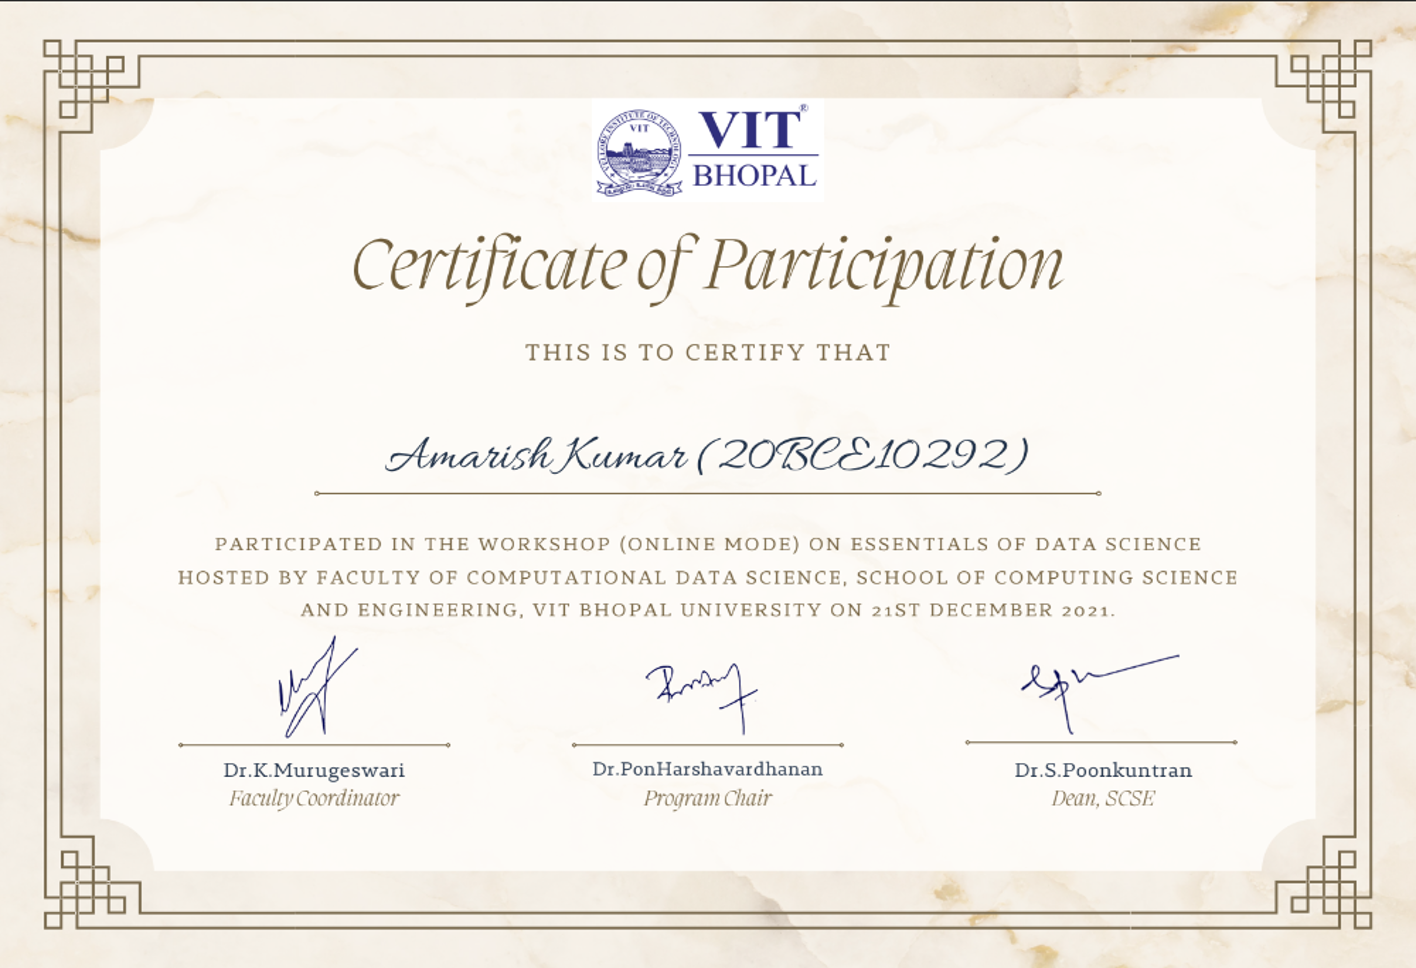 VELLORE INSTITUTE OF TECHNOLOGY
VIT
VIT®
BHOPAL
Certificate of Participation
THIS IS TO CERTIFY THAT
Amarish Kumar (20BCE10292)
PARTICIPATED IN THE WORKSHOP (ONLINE MODE) ON ESSENTIALS OF DATA SCIENCE
HOSTED BY FACULTY OF COMPUTATIONAL DATA SCIENCE, SCHOOL OF COMPUTING SCIENCE
AND ENGINEERING, VIT BHOPAL UNIVERSITY ON 21ST DECEMBER 2021.
Dr.K.Murugeswari
Dr.PonHarshavardhanan
Dr.S.Poonkuntran
Faculty Coordinator
Program Chair
Dean, SCSE